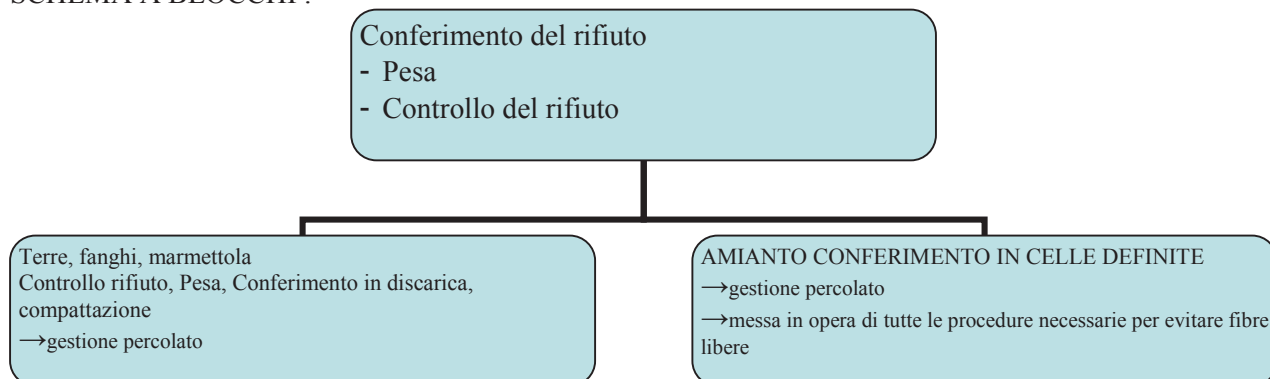 SCHEMA A BLOCCHI :
Conferimento del rifiuto
- Pesa
- Controllo del rifiuto
Terre, fanghi, marmettola
Controllo rifiuto, Pesa, Conferimento in discarica,
compattazione
→gestione percolato
AMIANTO CONFERIMENTO IN CELLE DEFINITE
→gestione percolato
→messa in opera di tutte le procedure necessarie per evitare fibre
libere